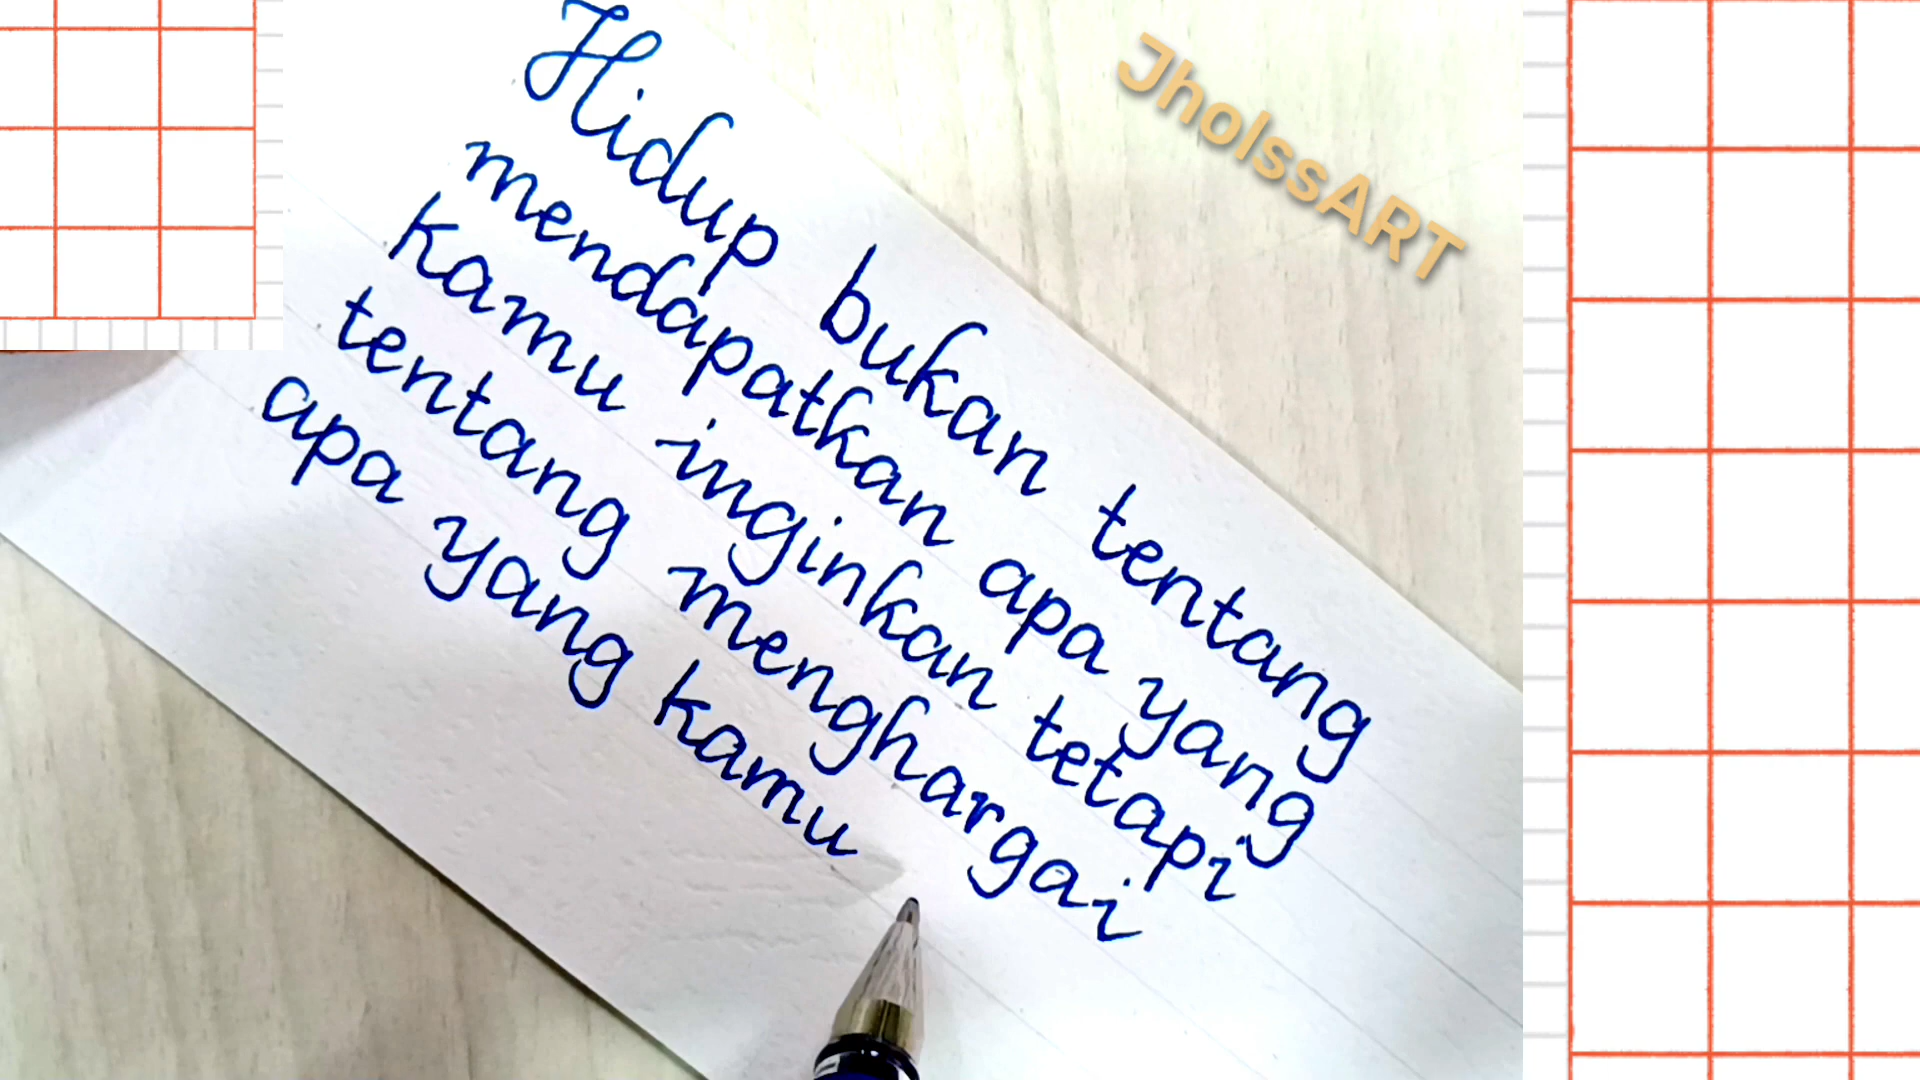 Hidup bukan tentang
mendapatkan apa yang
kamu inginkan tetapi
tentang menghargai
apa yang kamu
JholssART